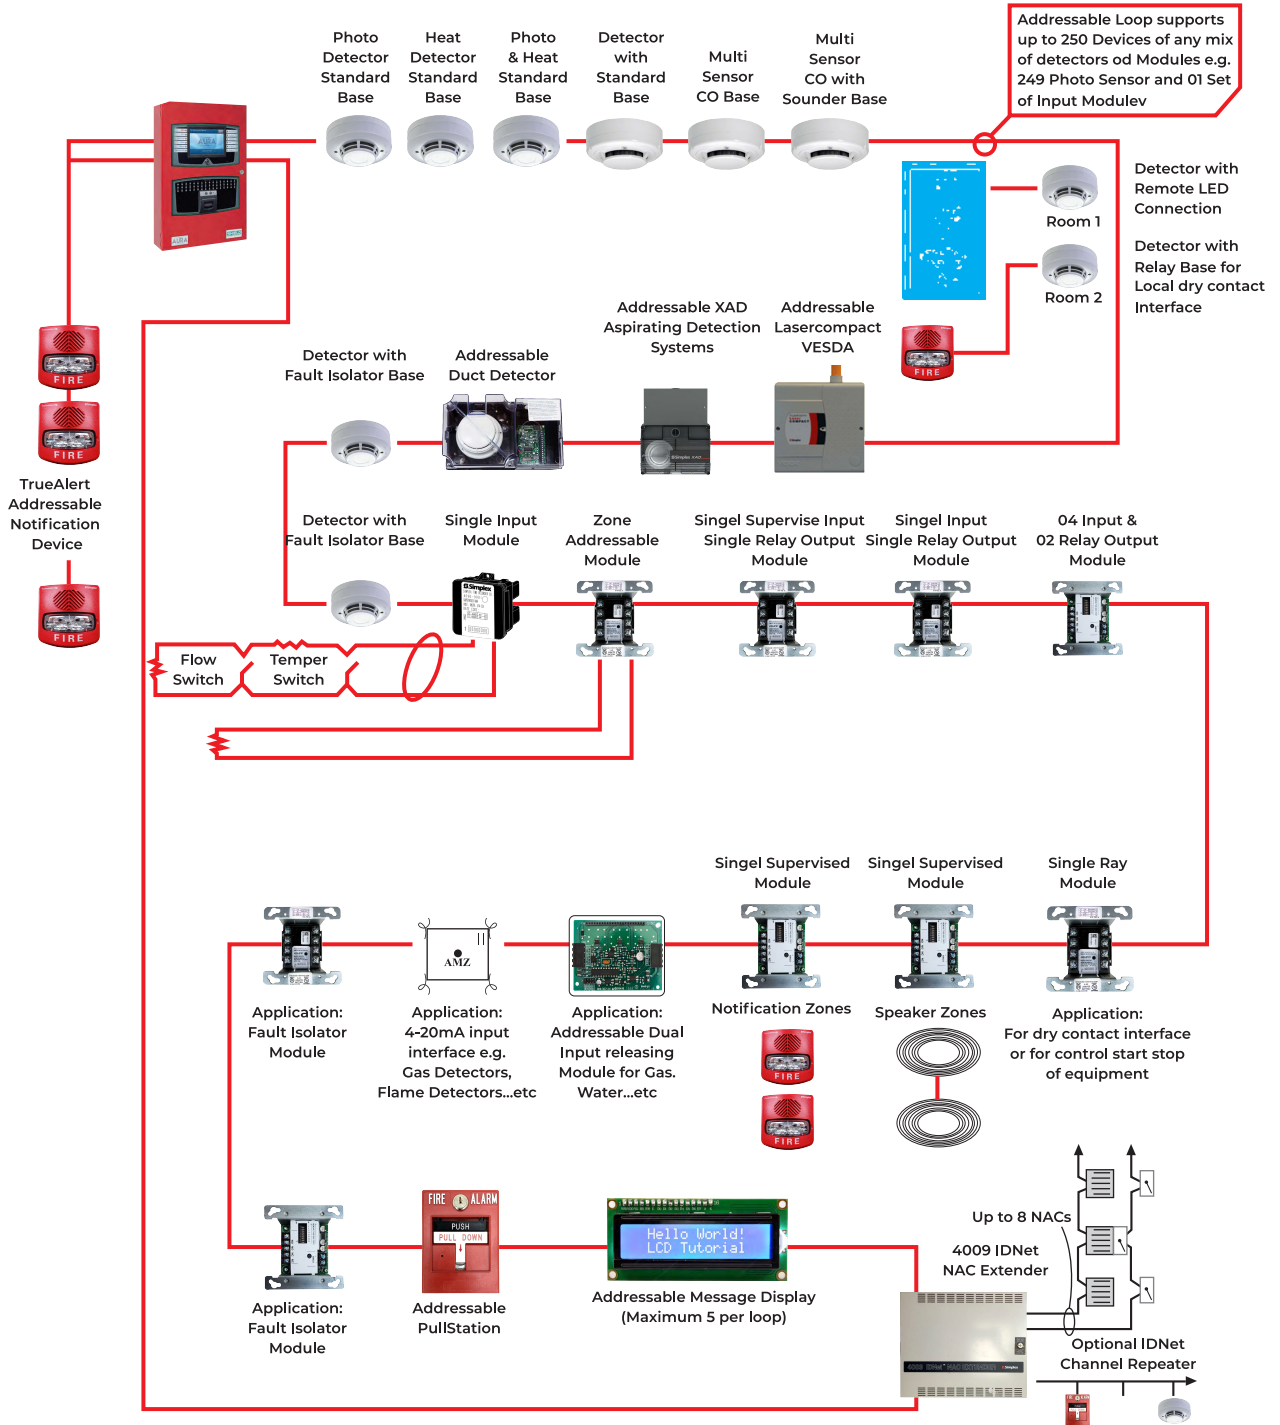 Photo
Detector
Standard
Base
Heat
Detector
Standard
Base
Photo
& Heat
Standard
Base
Detector
with
Standard
Base
Multi
Sensor
CO Base
Multi
Sensor
CO with
Sounder Base
Addressable Loop supports
up to 250 Devices of any mix
of detectors od Modules e.g.
249 Photo Sensor and 01 Set
of Input Modulev
AURA
AURA
Detector with
Remote LED
Connection
Room 1
Detector with
Relay Base for
Local dry contact
Interface
Room 2
FIRE
FIRE
TrueAlert
Addressable
Notification
Device
FIRE
Detector with
Fault Isolator Base
Addressable
Duct Detector
Addressable XAD
Aspirating Detection
Systems
Addressable
Lasercompact
VESDA
COMPACT
Simplex
Detector with
Fault Isolator Base
Single Input
Module
Simplex
Zone
Addressable
Module
Singel Supervise Input
Single Relay Output
Module
Singel Input
Single Relay Output
Module
04 Input &
02 Relay Output
Module
Flow
Switch
Temper
Switch
Singel Supervised
Module
Singel Supervised
Module
Single Ray
Module
AMZ
Application:
Fault Isolator
Module
Application:
4-20mA input
interface e.g.
Gas Detectors,
Flame Detectors...etc
Application:
Addressable Dual
Input releasing
Module for Gas.
Water...etc
Notification Zones
FIRE
FIRE
Speaker Zones
Application:
For dry contact interface
or for control start stop
of equipment
Application:
Fault Isolator
Module
FIRE ALARM
PUSH
PULL DOWN
Addressable
PullStation
Hello World!
LCD Tutorial
Addressable Message Display
(Maximum 5 per loop)
Up to 8 NACs
4009 IDNet
NAC Extender
4009 IDNet NAC EXTENDER
Simplex
Optional IDNet
Channel Repeater